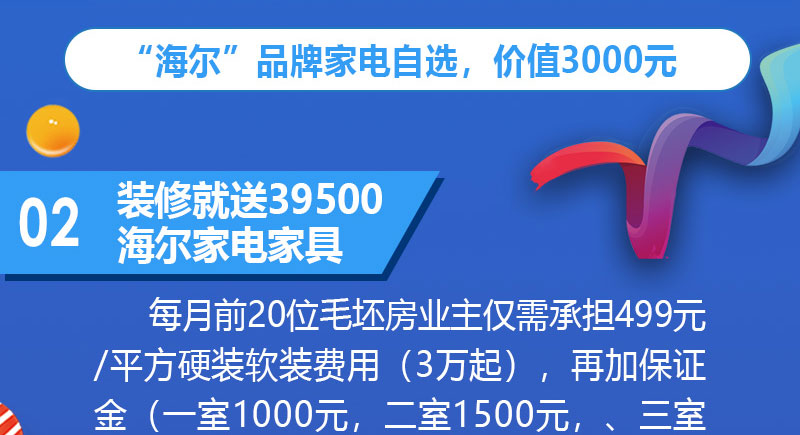 “海尔”品牌家电自选，价值3000元
02
装修就送39500
海尔家电家具
每月前20位毛坯房业主仅需承担499元
/平方硬装软装费用（3万起），再加保证
金（一室1000元，二室1500元，、三室